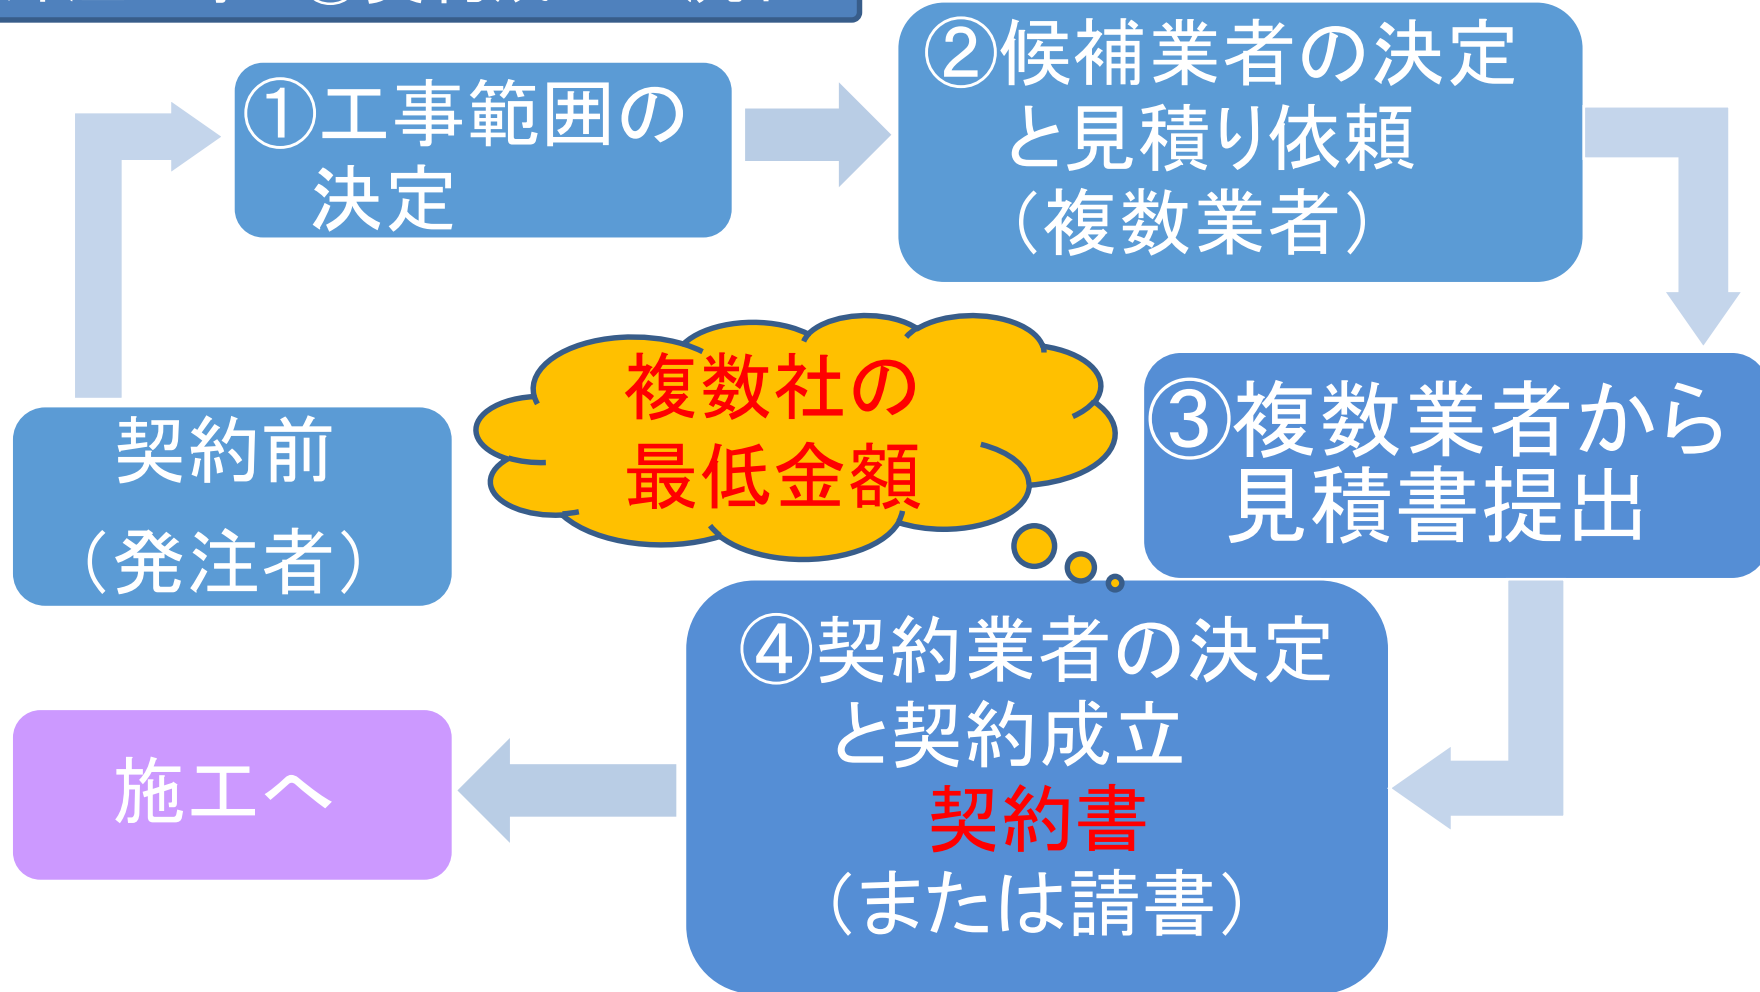 ①工事範囲の
決定
②候補業者の決定
と見積り依頼
（複数業者）
③複数業者から
見積書提出
複数社の
最低金額
契約前
（発注者）
④契約業者の決定
と契約成立
契約書
（または請書）
施工へ